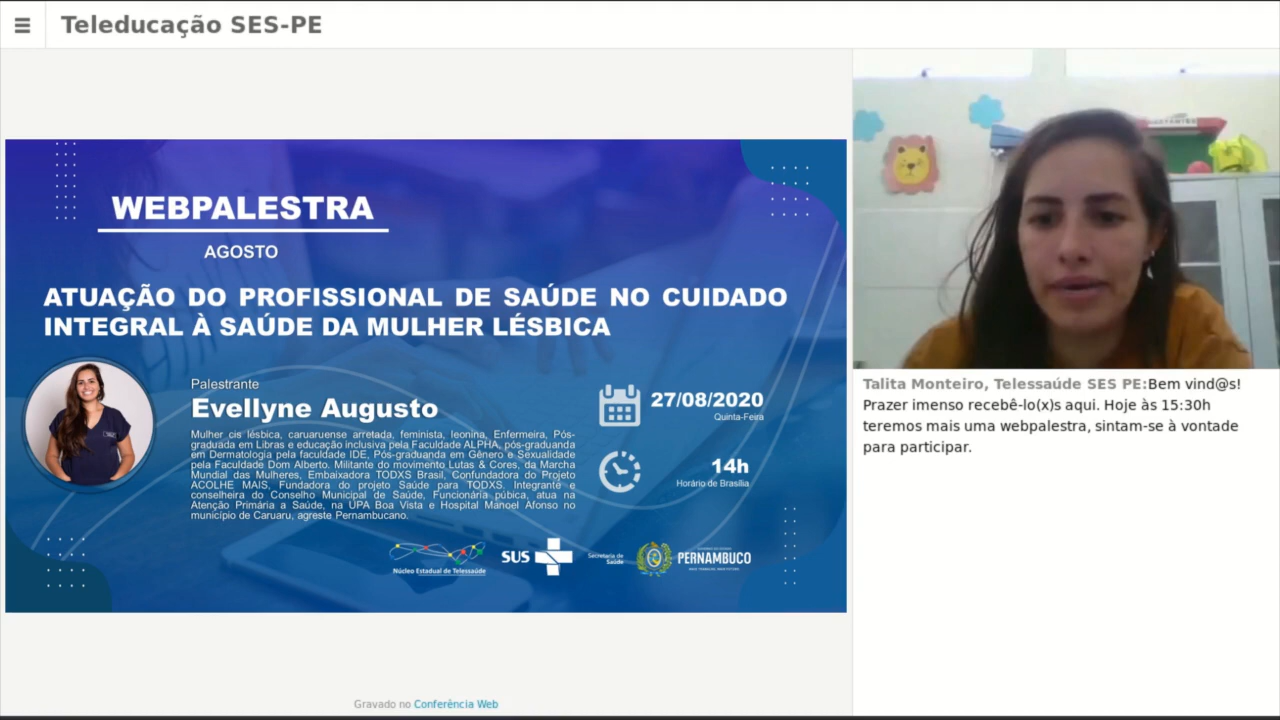 Teleducação SES-PE
WEBPALESTRA
AGOSTO
ATUAÇÃO DO PROFISSIONAL DE SAÚDE NO CUIDADO
INTEGRAL À SAÚDE DA MULHER LÉSBICA
Palestrante
Evellyne Augusto
Mulher cis lésbica, caruaruense arretada, feminista, leonina, Enfermeira, Pós-
graduada em Libras e educação inclusiva pela Faculdade ALPHA, pós-graduanda
em Dermatologia pela faculdade IDE, Pós-graduanda em Gênero e Sexualidade
pela Faculdade Dom Alberto. Militante do movimento Lutas & Cores, da Marcha
Mundial das Mulheres, Embaixadora TODXS Brasil, Confundadora do Projeto
ACOLHE MAIS, Fundadora do projeto Saúde para TODXS. Integrante e
conselheira do Conselho Municipal de Saúde, Funcionária púbica, atua na
Atenção Primária a Saúde, na UPA Boa Vista e Hospital Manoel Afonso no
município de Caruaru, agreste Pernambucano.
27/08/2020
Quinta-Feira
14h
Horário de Brasília
Núcleo Estadual de Telessaúde
SUS
Secretaria de
Saúde
PERNAMBUCO
Talita Monteiro, Telessaúde SES PE:Bem vind@s!
Prazer imenso recebê-lo(x)s aqui. Hoje às 15:30h
teremos mais uma webpalestra, sintam-se à vontade
para participar.
Gravado no Conferência Web